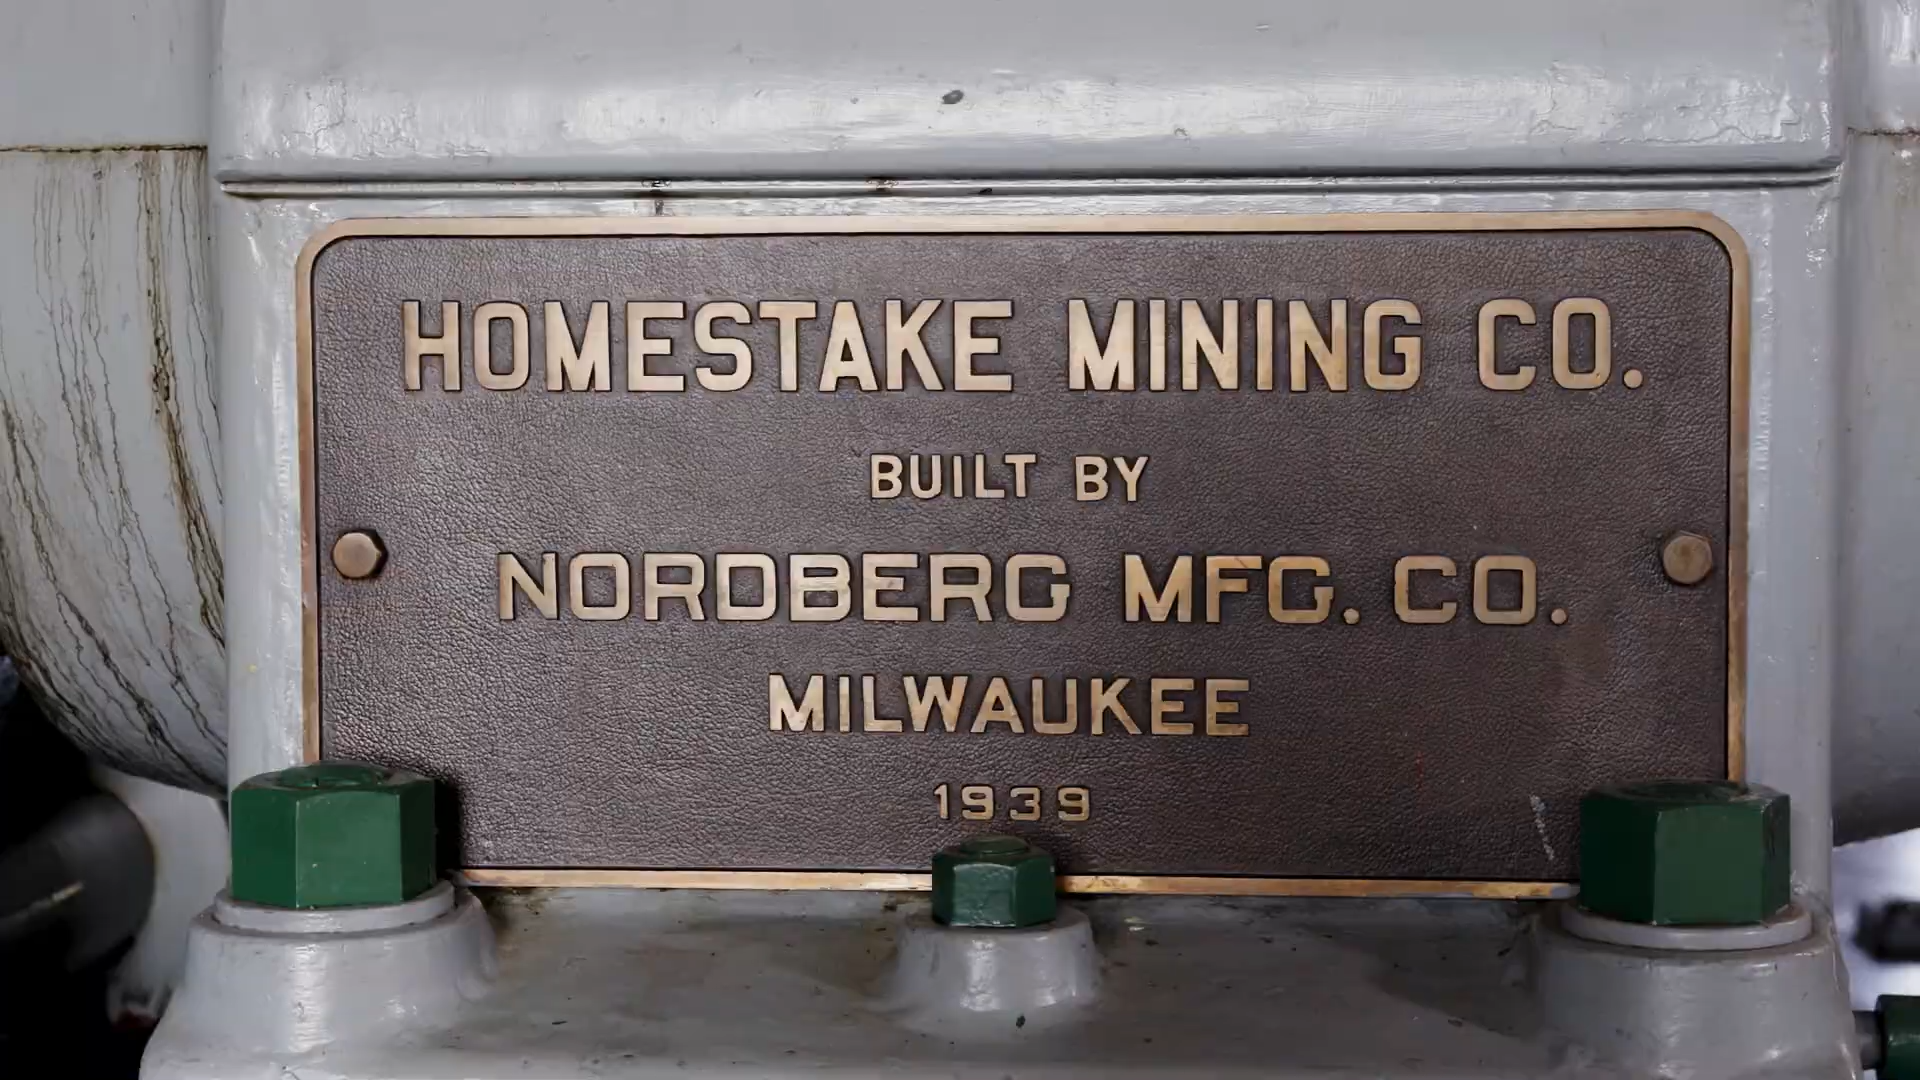 HOMESTAKE MINING CO.
BUILT BY
NORDBERG MFG. CO.
MILWAUKEE
1939